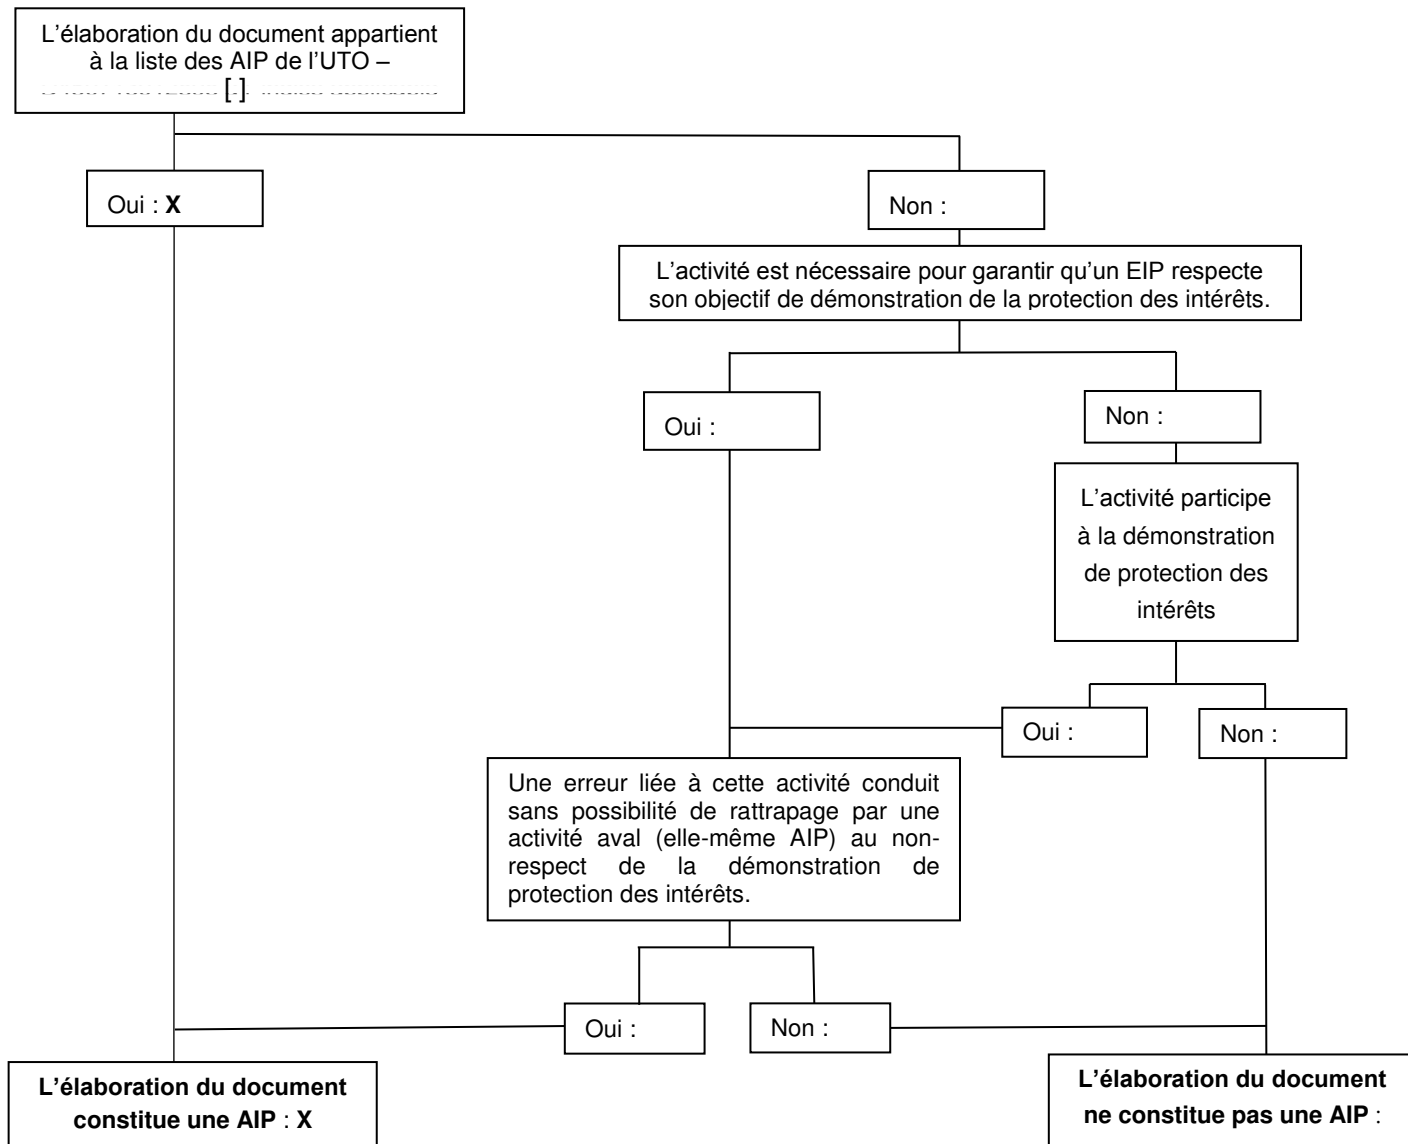 L’élaboration du document appartient
à la liste des AIP de l’UTO –
[.]
Oui : X
Non :
L’activité est nécessaire pour garantir qu’un EIP respecte
son objectif de démonstration de la protection des intérêts.
Oui :
Non :
L’activité participe
à la démonstration
de protection des
intérêts
Oui :
Non :
Une erreur liée à cette activité conduit
sans possibilité de rattrapage par une
activité aval (elle-même AIP) au non-
respect de la démonstration de
protection des intérêts.
Oui :
Non :
L’élaboration du document
constitue une AIP : X
L’élaboration du document
ne constitue pas une AIP :